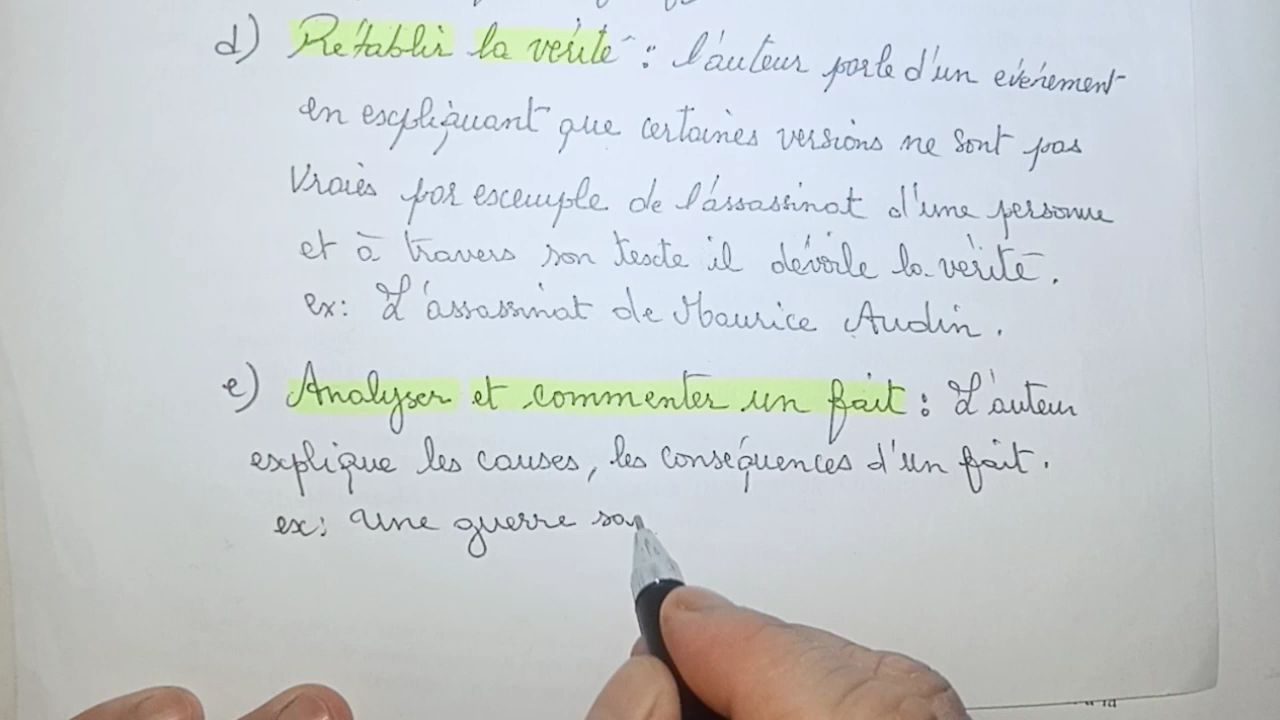 d) Rétablir la vérité : l'auteur parle d'un événement
en expliquant que certaines versions ne sont pas
Vraies par exemple de l'assassinat d'une personne
et à travers son texte il dévoile la vérité.
ex: L'assassinat de Maurice Audin.
e) Analyser et commenter un fait : L'auteur
explique les causes, les conséquences d'un fait.
ex: Une guerre